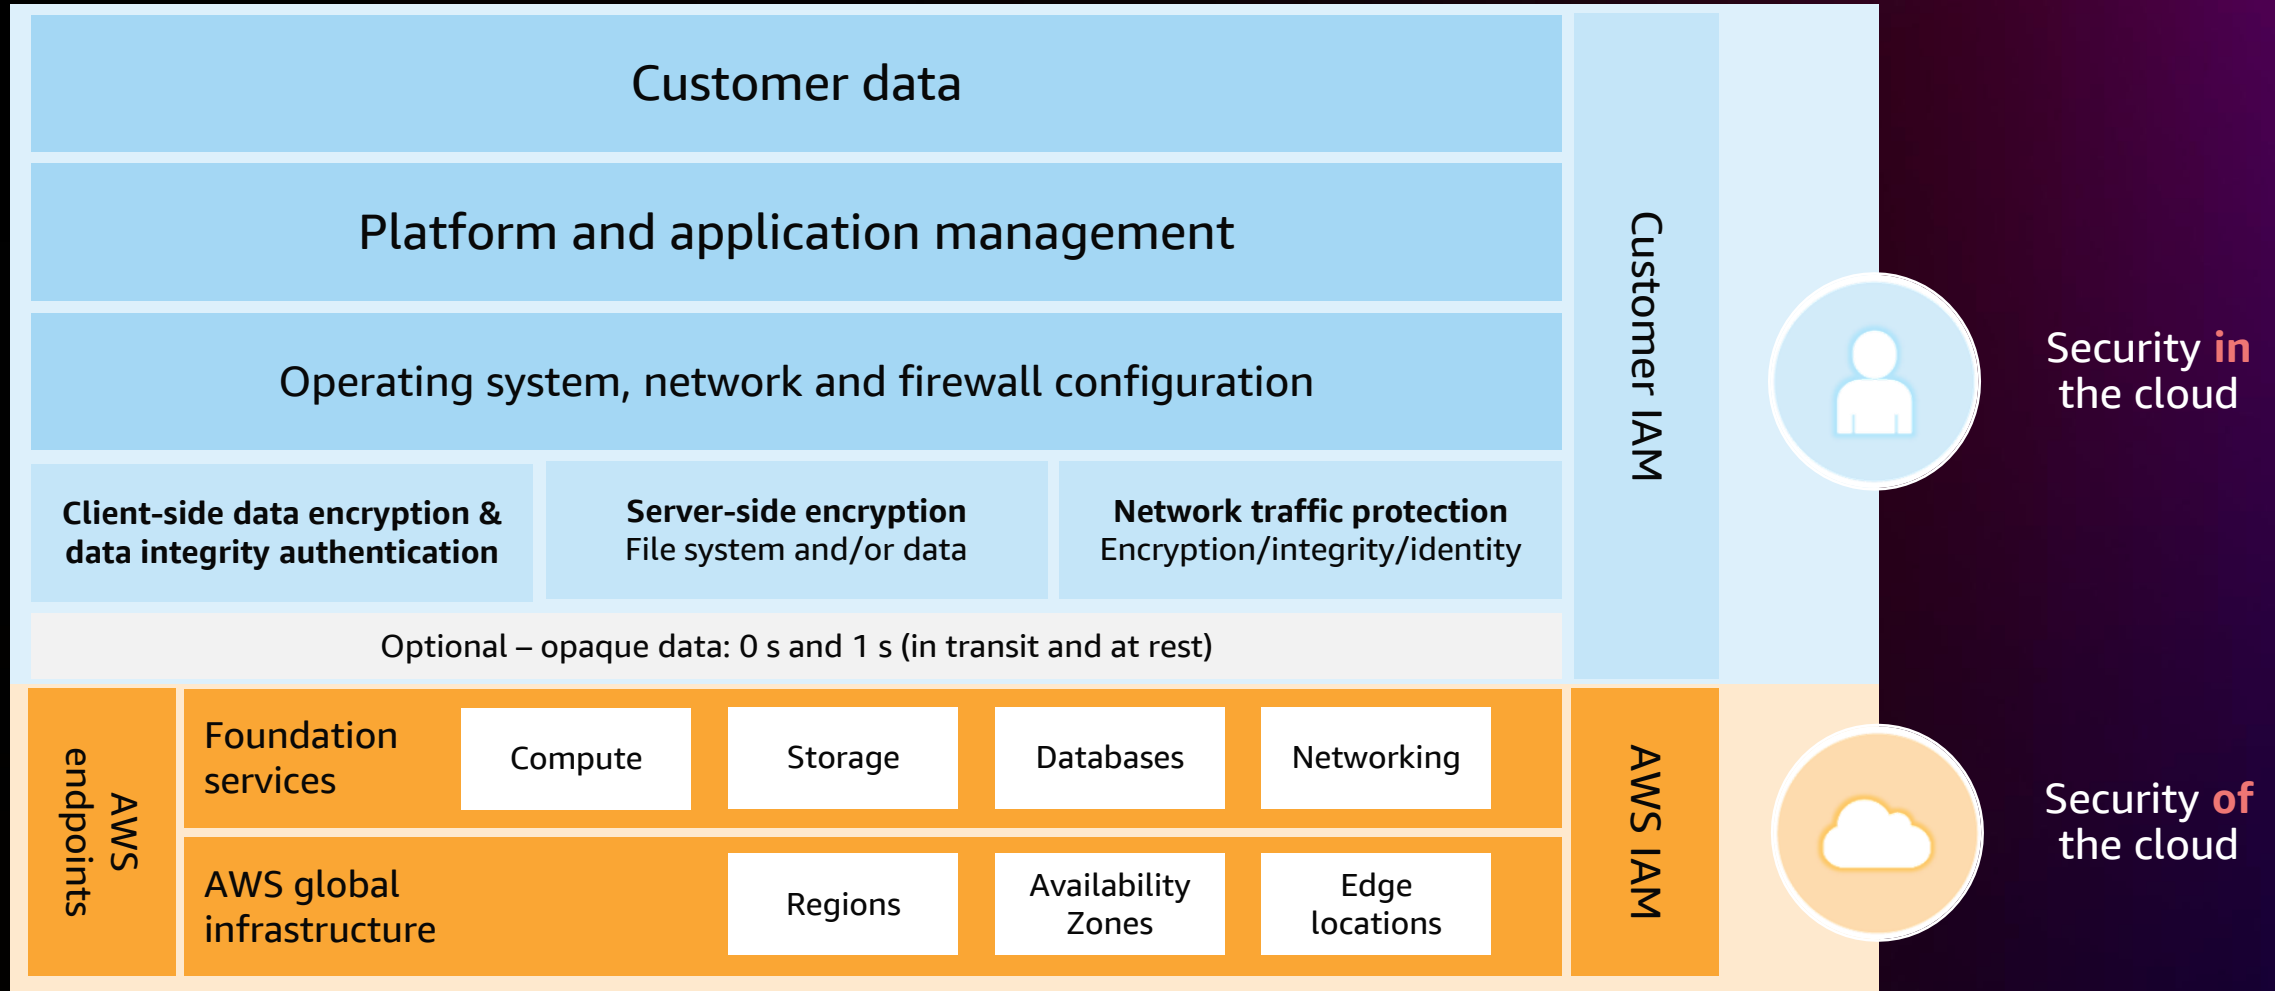 Customer data
Platform and application management
Operating system, network and firewall configuration
Client-side data encryption &
data integrity authentication
Server-side encryption
File system and/or data
Network traffic protection
Encryption/integrity/identity
Optional – opaque data: 0 s and 1 s (in transit and at rest)
Customer IAM
Security in
the cloud
AWS
endpoints
Foundation
services
Compute
Storage
Databases
Networking
AWS global
infrastructure
Regions
Availability
Zones
Edge
locations
AWS IAM
Security of
the cloud